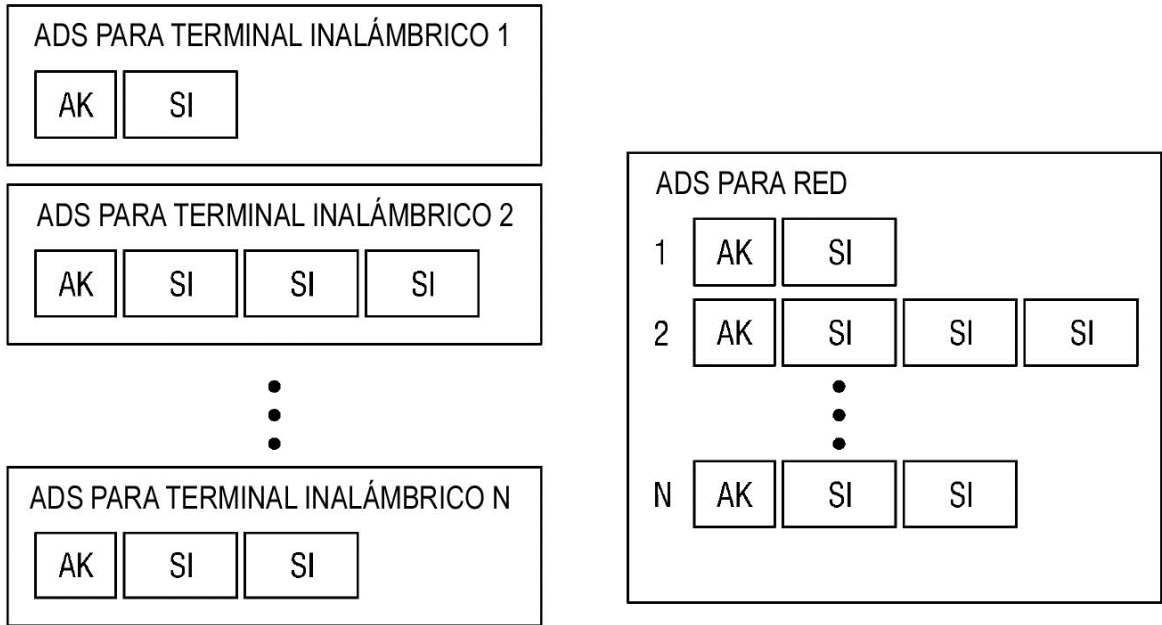 ADS PARA TERMINAL INALÁMBRICO 1
AK SI
ADS PARA TERMINAL INALÁMBRICO 2
AK SI SI SI
ADS PARA TERMINAL INALÁMBRICO N
AK SI SI
ADS PARA RED
1 AK SI
2 AK SI SI SI
N AK SI SI